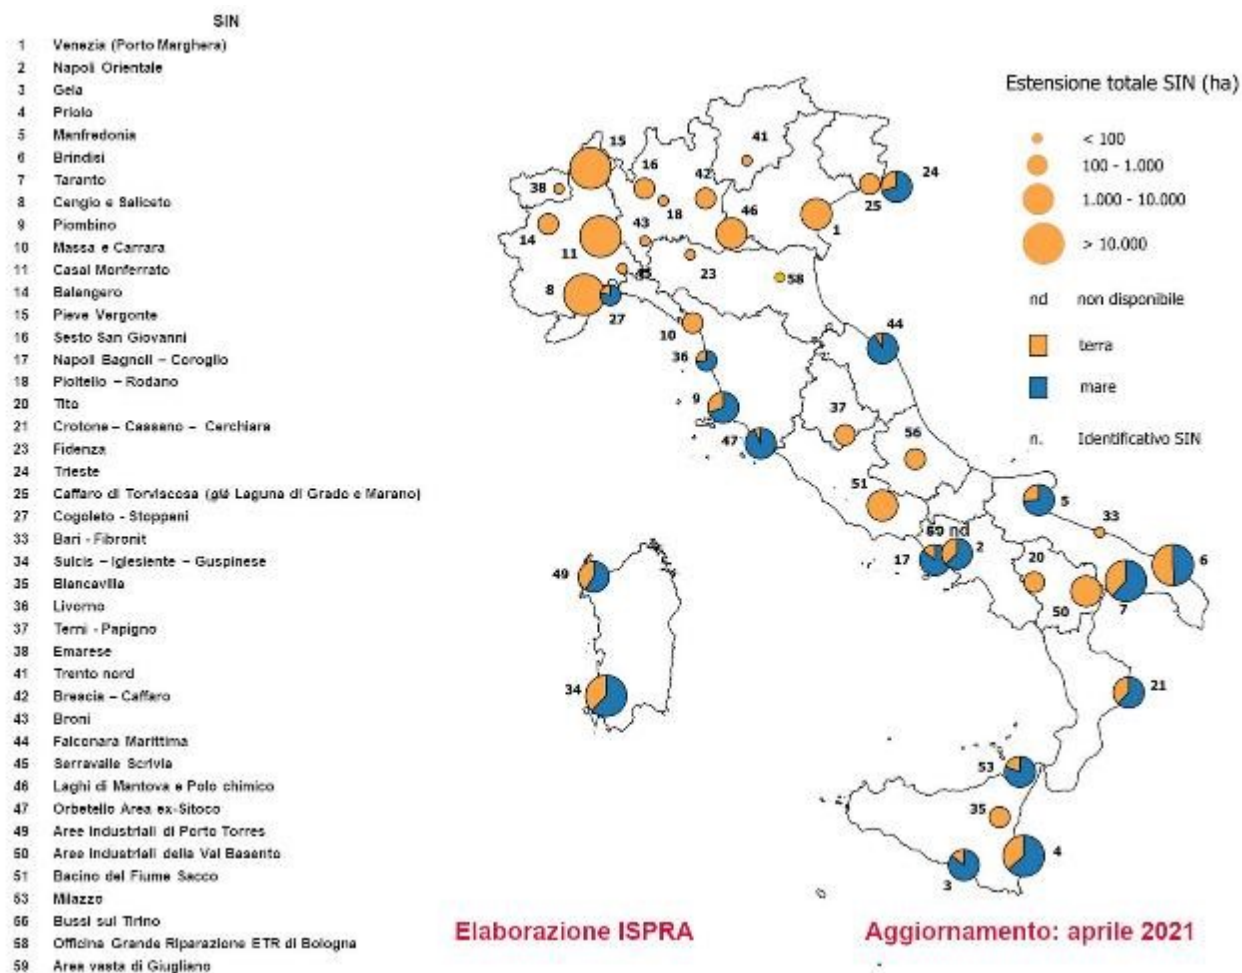 SIN
1 Venezia (Porto Marghera)
2 Napoli Orientale
3 Gela
4 Priolo
5 Manfredonia
6 Brindisi
7 Taranto
8 Cengio e Saliceto
9 Piombino
10 Massa e Carrara
11 Casal Monferrato
14 Balangero
15 Pieve Vergonte
16 Sesto San Giovanni
17 Napoli Bagnoli – Coroglio
18 Pioltello – Rodano
20 Tito
21 Crotone – Cassano – Cerchiara
23 Fidenza
24 Trieste
25 Caffaro di Torviscosa (già Laguna di Grado e Marano)
27 Cogoleto - Stoppani
33 Bari - Fibronit
34 Sulcis – Iglesiente – Guspinese
35 Biancavilla
36 Livorno
37 Terni - Papigno
38 Emarese
41 Trento nord
42 Brescia – Caffaro
43 Broni
44 Falconara Marittima
45 Serravalle Scrivia
46 Laghi di Mantova e Polo chimico
47 Orbetello Area ex-Sitoco
49 Aree Industriali di Porto Torres
50 Aree Industriali della Val Basento
51 Bacino del Fiume Sacco
53 Milazzo
56 Bussi sul Tirino
58 Officina Grande Riparazione ETR di Bologna
59 Area vasta di Giugliano
Estensione totale SIN (ha)
< 100
100 - 1.000
1.000 - 10.000
> 10.000
nd non disponibile
terra
mare
n. Identificativo SIN
15
41
16
42
24
38
18
46
25
14
43
1
11
23
8
58
27
10
44
36
9
37
56
47
51
5
33
nd
17
2
20
6
49
50
7
34
21
53
35
4
3
Elaborazione ISPRA
Aggiornamento: aprile 2021